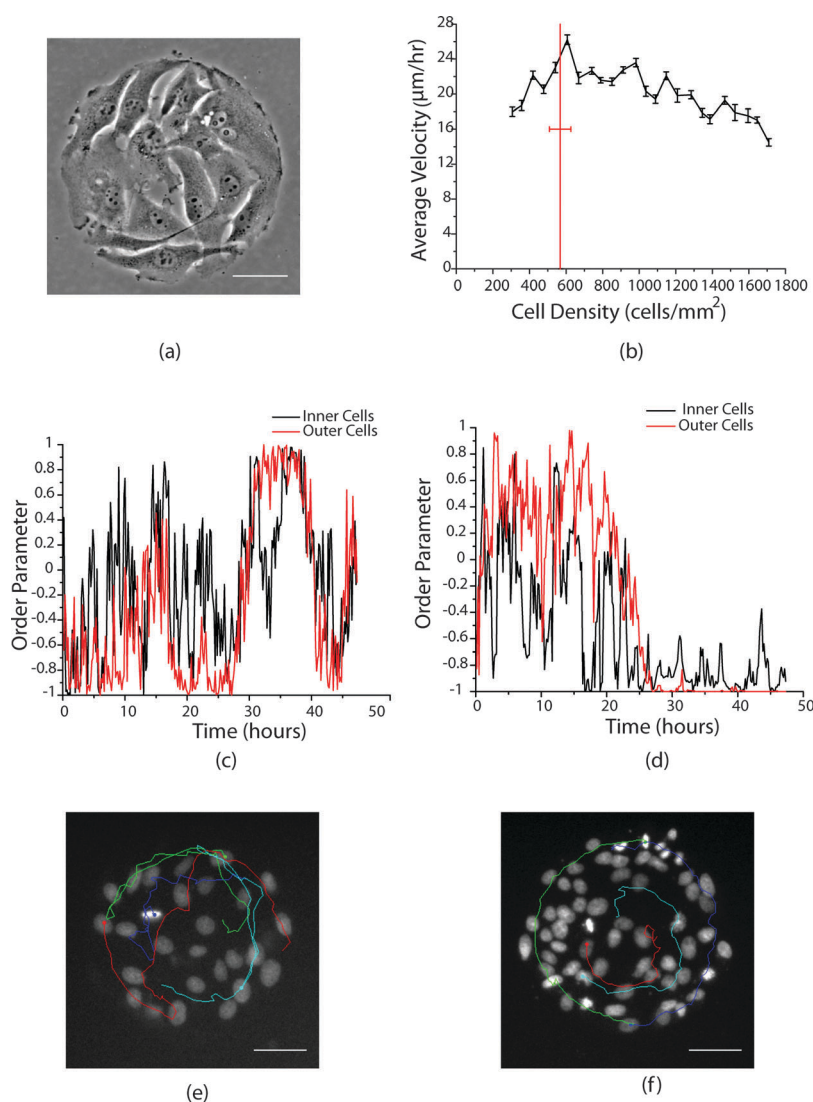 (a)
28
24
20
16
12
8
4
0
Average Velocity (μm/hr)
0 200 400 600 800 1000 1200 1400 1600 1800
Cell Density (cells/mm²)
(b)
Inner Cells
Outer Cells
1
0.8
0.6
0.4
0.2
0
-0.2
-0.4
-0.6
-0.8
-1
Order Parameter
0 10 20 30 40 50
Time (hours)
(c)
Inner Cells
Outer Cells
1
0.8
0.6
0.4
0.2
0
-0.2
-0.4
-0.6
-0.8
-1
Order Parameter
0 10 20 30 40 50
Time (hours)
(d)
(e)
(f)